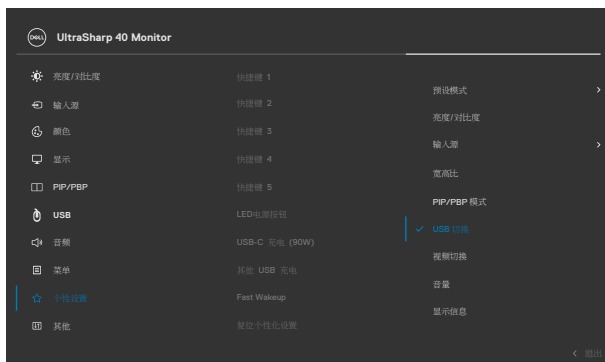 DELL UltraSharp 40 Monitor
亮度/对比度
输入源
颜色
显示
PIP/PBP
USB
音频
菜单
个性设置
其他
快捷键 1
快捷键 2
快捷键 3
快捷键 4
快捷键 5
LED电源按钮
USB-C 充电 (90W)
其他 USB 充电
Fast Wakeup
复位个性化设置
预设模式
亮度/对比度
输入源
宽高比
PIP/PBP 模式
USB 切换
视频切换
音量
显示信息
退出